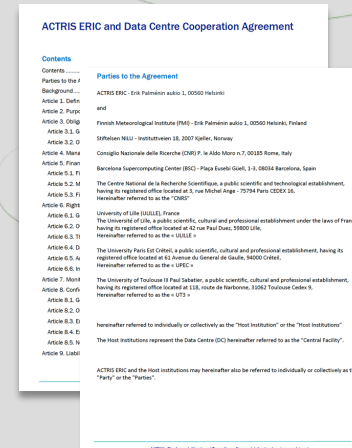 ACTRIS ERIC and Data Centre Cooperation Agreement
Contents
Contents
Parties to the A
Background
Article 1. Defin
Article 2. Purpo
Article 3. Oblig
Article 3.1. G
Article 3.2. O
Article 4. Mana
Article 5. Finan
Article 5.1. Fi
Article 5.2. M
Article 5.3. Fi
Article 6. Right
Article 6.1. G
Article 6.2. O
Article 6.3. Th
Article 6.4. D
Article 6.5. A
Article 6.6. In
Article 7. Monit
Article 8. Confi
Article 8.1. G
Article 8.2. O
Article 8.3. E
Article 8.4. E
Article 8.5. N
Article 9. Liabil
Parties to the Agreement
ACTRIS ERIC - Erik Palménin aukio 1, 00560 Helsinki
and
Finnish Meteorological Institute (FMI) - Erik Palménin aukio 1, 00560 Helsinki, Finland
Stiftelsen NILU - Instituttveien 18, 2007 Kjeller, Norway
Consiglio Nazionale delle Ricerche (CNR) P. le Aldo Moro n.7, 00185 Rome, Italy
Barcelona Supercomputing Center (BSC) - Plaça Eusebi Güell, 1-3, 08034 Barcelona, Spain
The Centre National de la Recherche Scientifique, a public scientific and technological establishment,
having its registered office located at 3, rue Michel Ange - 75794 Paris CEDEX 16,
Hereinafter referred to as the "CNRS"
University of Lille (ULILLE), France
The Université of Lille, a public scientific, cultural and professional establishment under the laws of Fran
having its registered office located at 42 rue Paul Duez, 59800 Lille,
Hereinafter referred to as the « ULILLE »
The University Paris Est Créteil, a public scientific, cultural and professional establishment, having its
registered office located at 61 Avenue du General de Gaulle, 94000 Créteil,
Hereinafter referred to as the « UPEC »
The University of Toulouse III Paul Sabatier, a public scientific, cultural and professional establishment,
having its registered office located at 118, route de Narbonne, 31062 Toulouse Cedex 9,
Hereinafter referred to as the « UT3 »
hereinafter referred to individually or collectively as the "Host Institution" or the "Host Institutions"
The Host Institutions represent the Data Centre (DC) hereinafter referred to as the "Central Facility".
ACTRIS ERIC and the Host institutions may hereinafter also be referred to individually or collectively as t
"Party" or the "Parties".